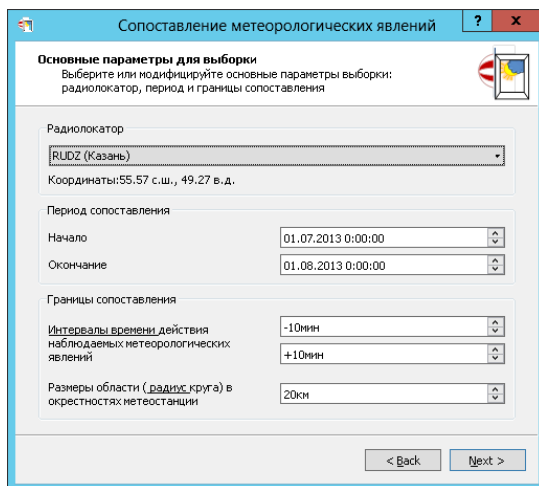 Сопоставление метеорологических явлений
? x
Основные параметры для выборки
Выберите или модифицируйте основные параметры выборки:
радиолокатор, период и границы сопоставления
Радиолокатор
RUDZ (Казань)
Координаты:55.57 с.ш., 49.27 в.д.
Период сопоставления
Начало 01.07.2013 0:00:00
Окончание 01.08.2013 0:00:00
Границы сопоставления
Интервалы времени действия -10мин
наблюдаемых метеорологических
явлений +10мин
Размеры области ( радиус круга) в 20км
окрестностях метеостанции
< Back Next >